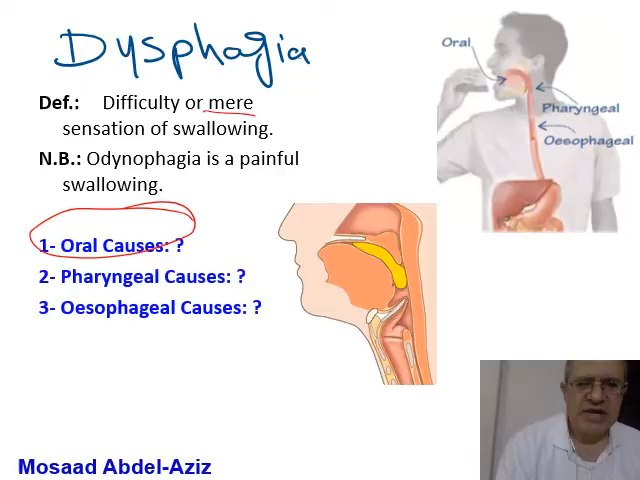 Dysphagia
Def.: Difficulty or mere
sensation of swallowing.
N.B.: Odynophagia is a painful
swallowing.
1- Oral Causes: ?
2- Pharyngeal Causes: ?
3- Oesophageal Causes: ?
Oral
Pharyngeal
Oesophageal
Mosaad Abdel-Aziz